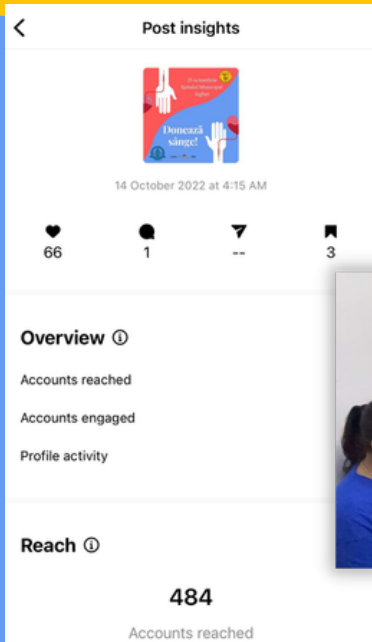 Post insights
Donează
sânge!
14 October 2022 at 4:15 AM
66 1 -- 3
Overview
Accounts reached
Accounts engaged
Profile activity
Reach
484
Accounts reached